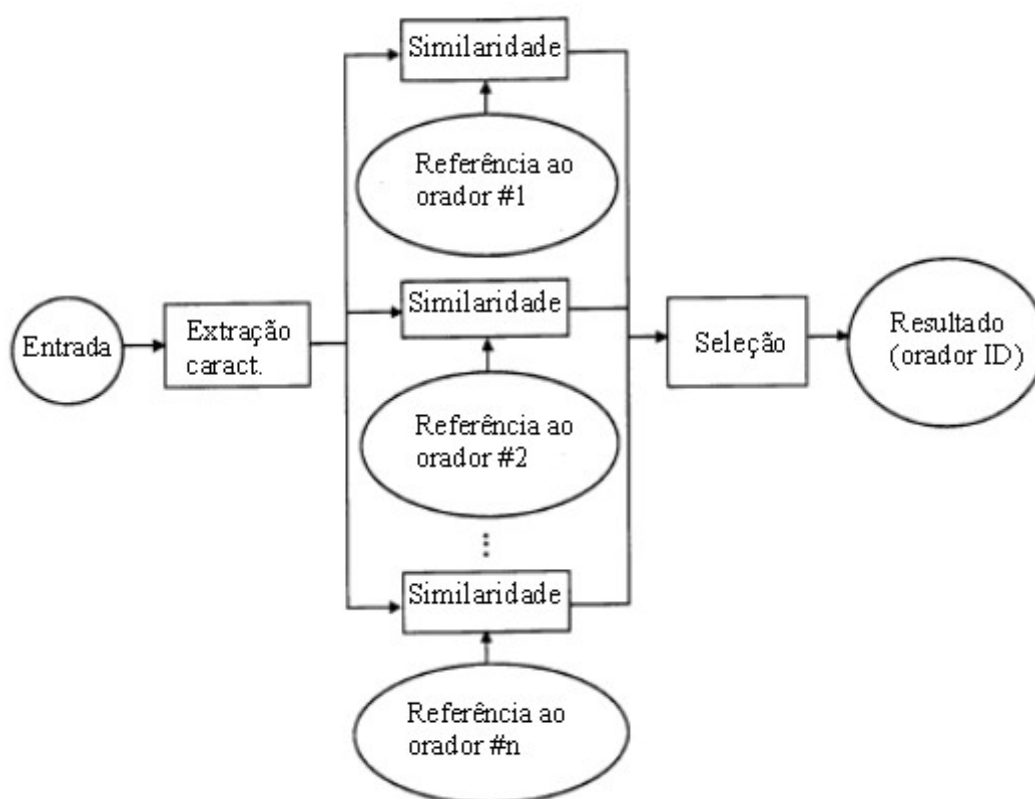 Similaridade
Referência ao
orador #1
Similaridade
Entrada
Extração
caract.
Seleção
Resultado
(orador ID)
Referência ao
orador #2
Similaridade
Referência ao
orador #n